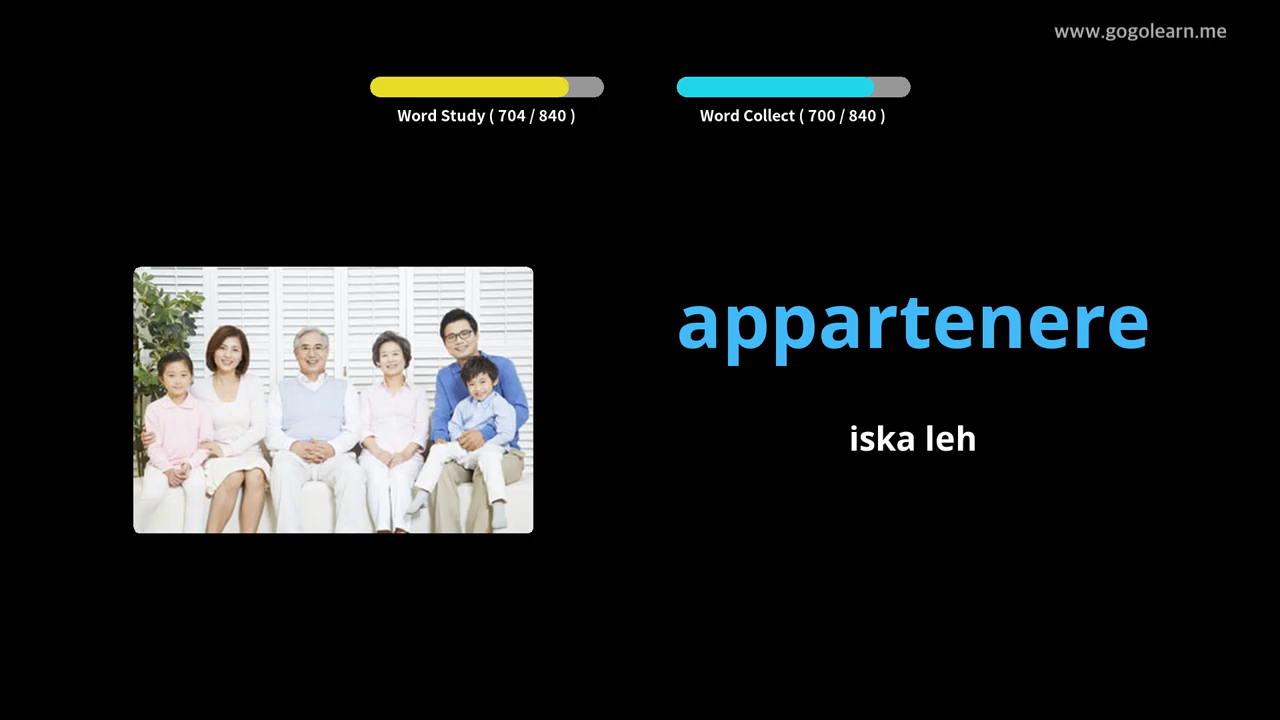 www.gogolearn.me
Word Study ( 704 / 840 )
Word Collect ( 700 / 840 )
appartenere
iska leh